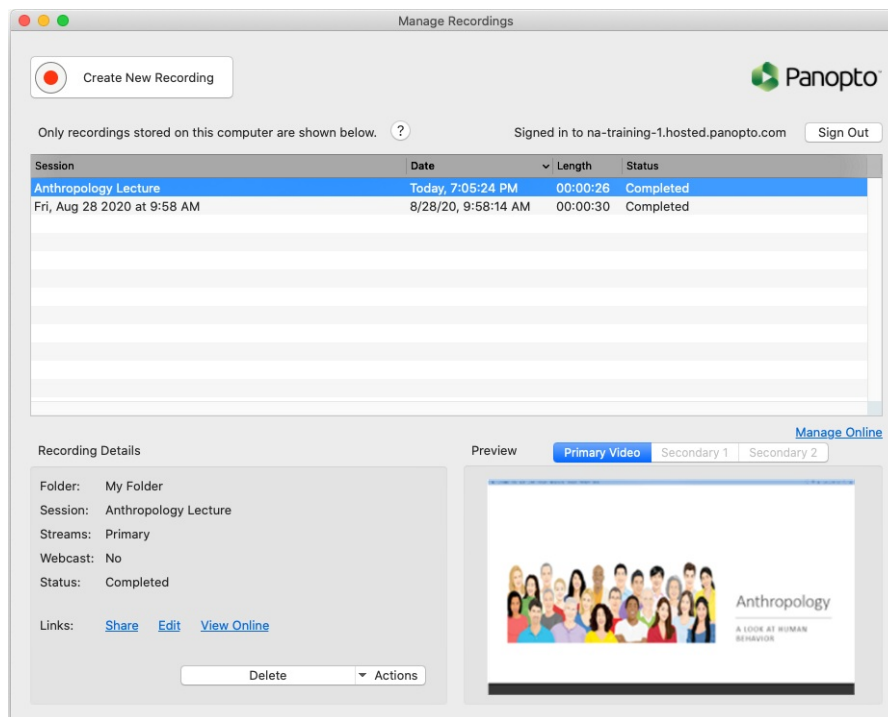 Manage Recordings
Create New Recording
Panopto
Only recordings stored on this computer are shown below. ?
Signed in to na-training-1.hosted.panopto.com Sign Out
Session Date Length Status
Anthropology Lecture Today, 7:05:24 PM 00:00:26 Completed
Fri, Aug 28 2020 at 9:58 AM 8/28/20, 9:58:14 AM 00:00:30 Completed
Manage Online
Recording Details
Preview Primary Video Secondary 1 Secondary 2
Folder: My Folder
Session: Anthropology Lecture
Streams: Primary
Webcast: No
Status: Completed
Links: Share Edit View Online
Delete Actions
Anthropology
A LOOK AT HUMAN
BEHAVIOR